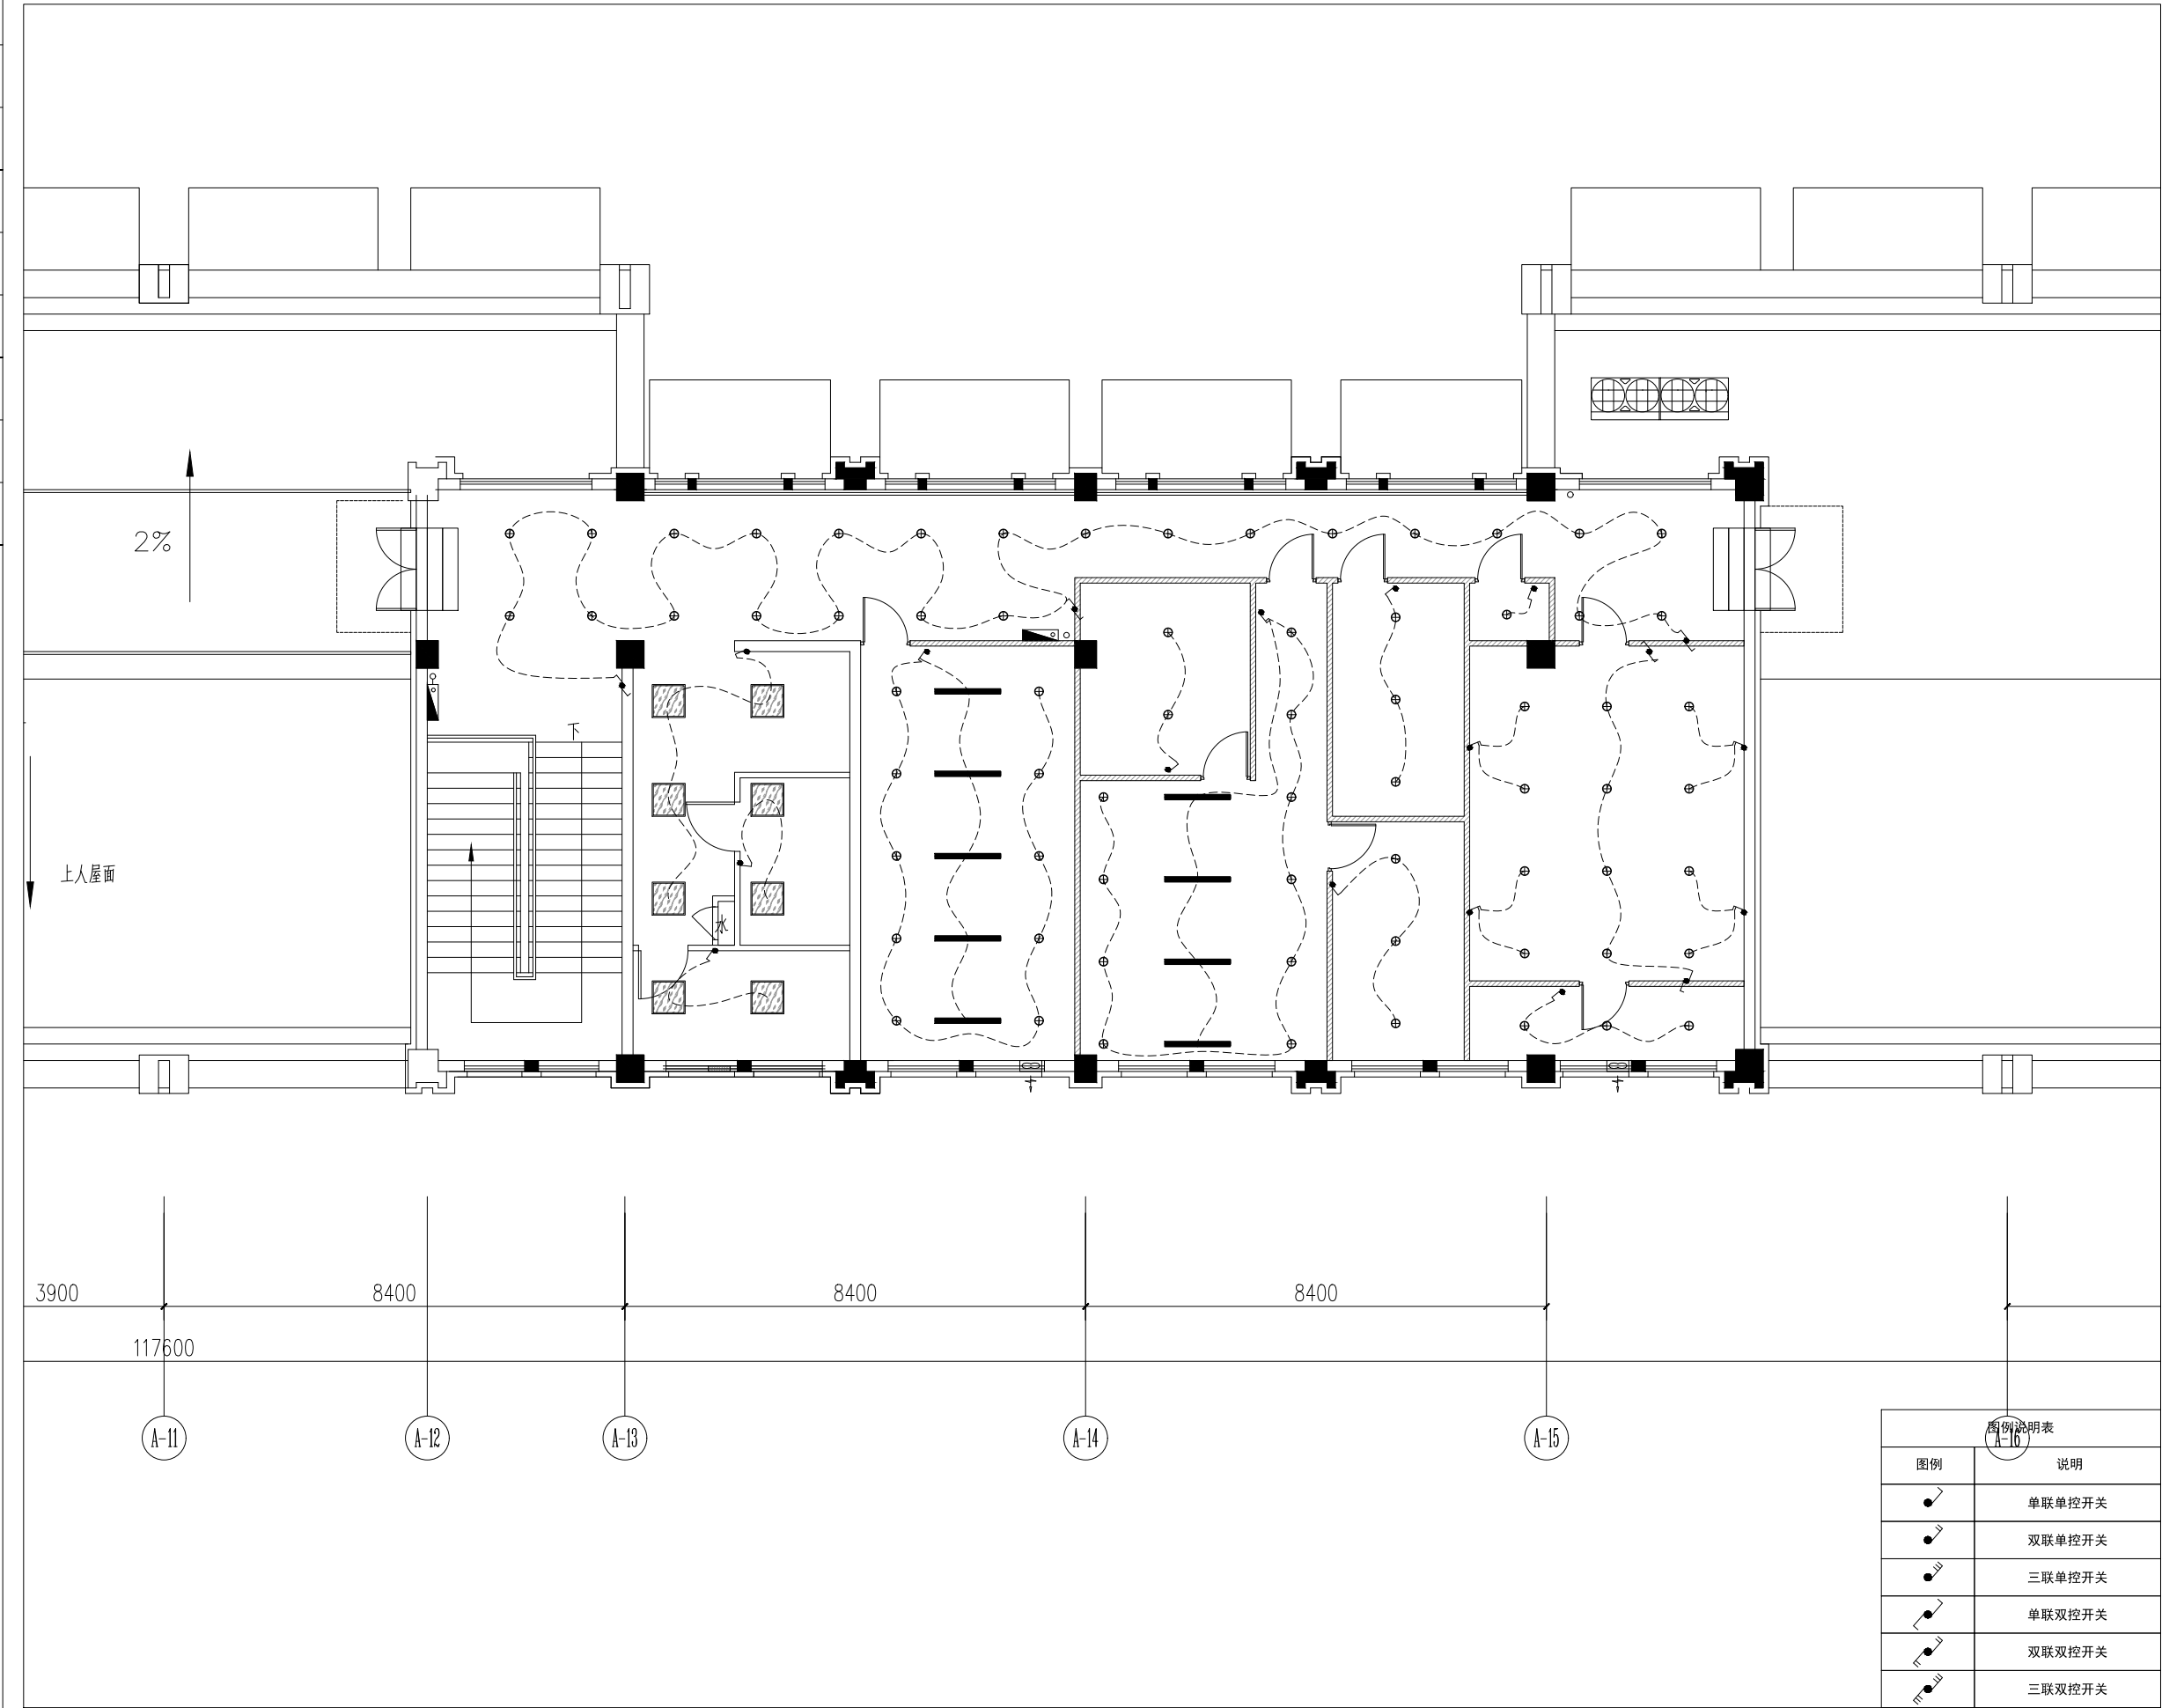 2%
下
上人屋面
水
3900
8400
8400
8400
117600
A-11
A-12
A-13
A-14
A-15
A-16
图例说明表
图例
说明
单联单控开关
双联单控开关
三联单控开关
单联双控开关
双联双控开关
三联双控开关